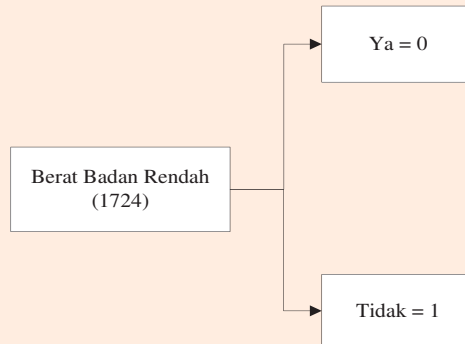 Ya = 0
Berat Badan Rendah
(1724)
Tidak = 1